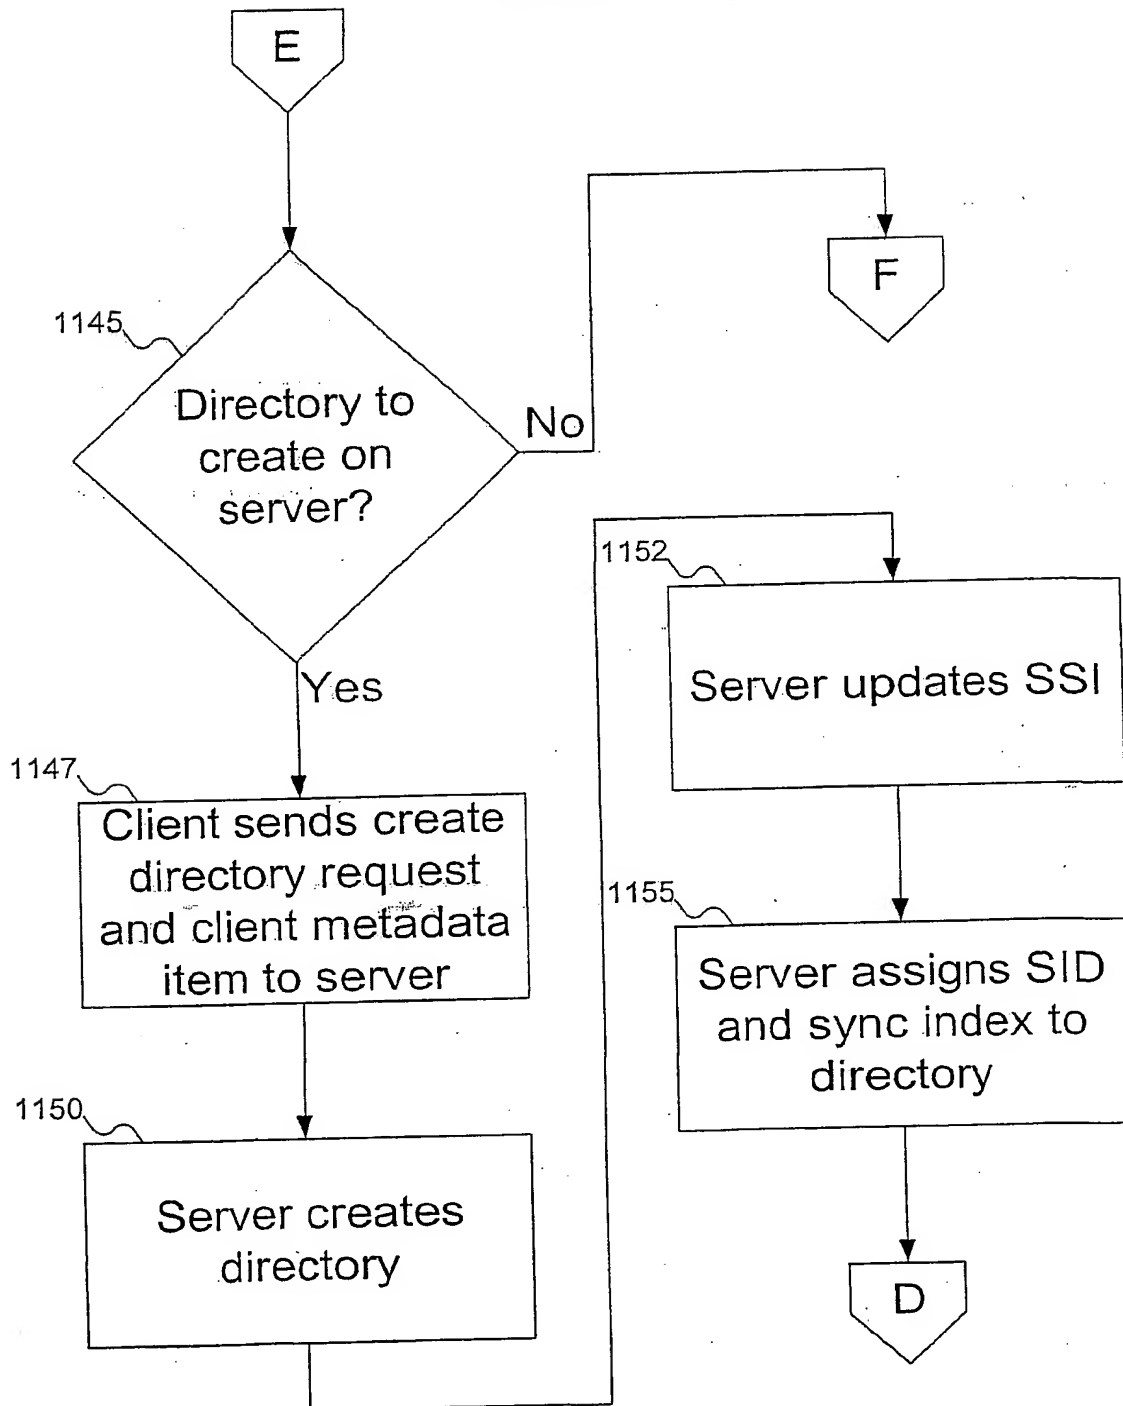 E
F
1145
Directory to
create on
server?
No
Yes
1147
Client sends create
directory request
and client metadata
item to server
1150
Server creates
directory
1152
Server updates SSI
1155
Server assigns SID
and sync index to
directory
D